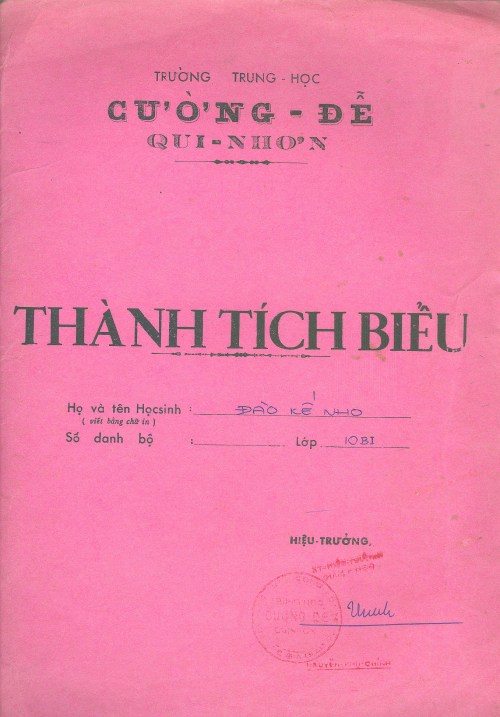 TRƯỜNG TRUNG-HỌC
CƯỜNG-ĐỄ
QUI-NHƠN
THÀNH TÍCH BIỂU
Họ và tên Họcsinh : ĐÀO KẾ NHO
( viết bằng chữ in )
Số danh bộ : Lớp 10B1
HIỆU-TRƯỞNG.